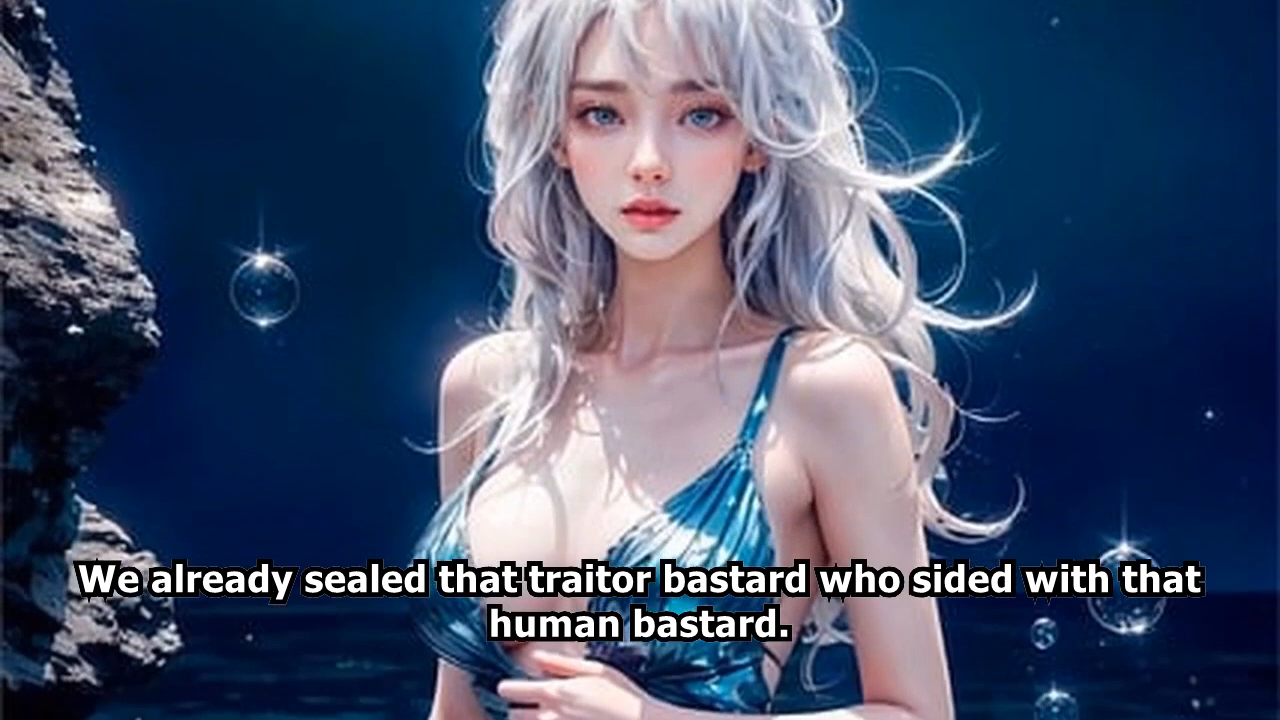 We already sealed that traitor bastard who sided with that
human bastard.